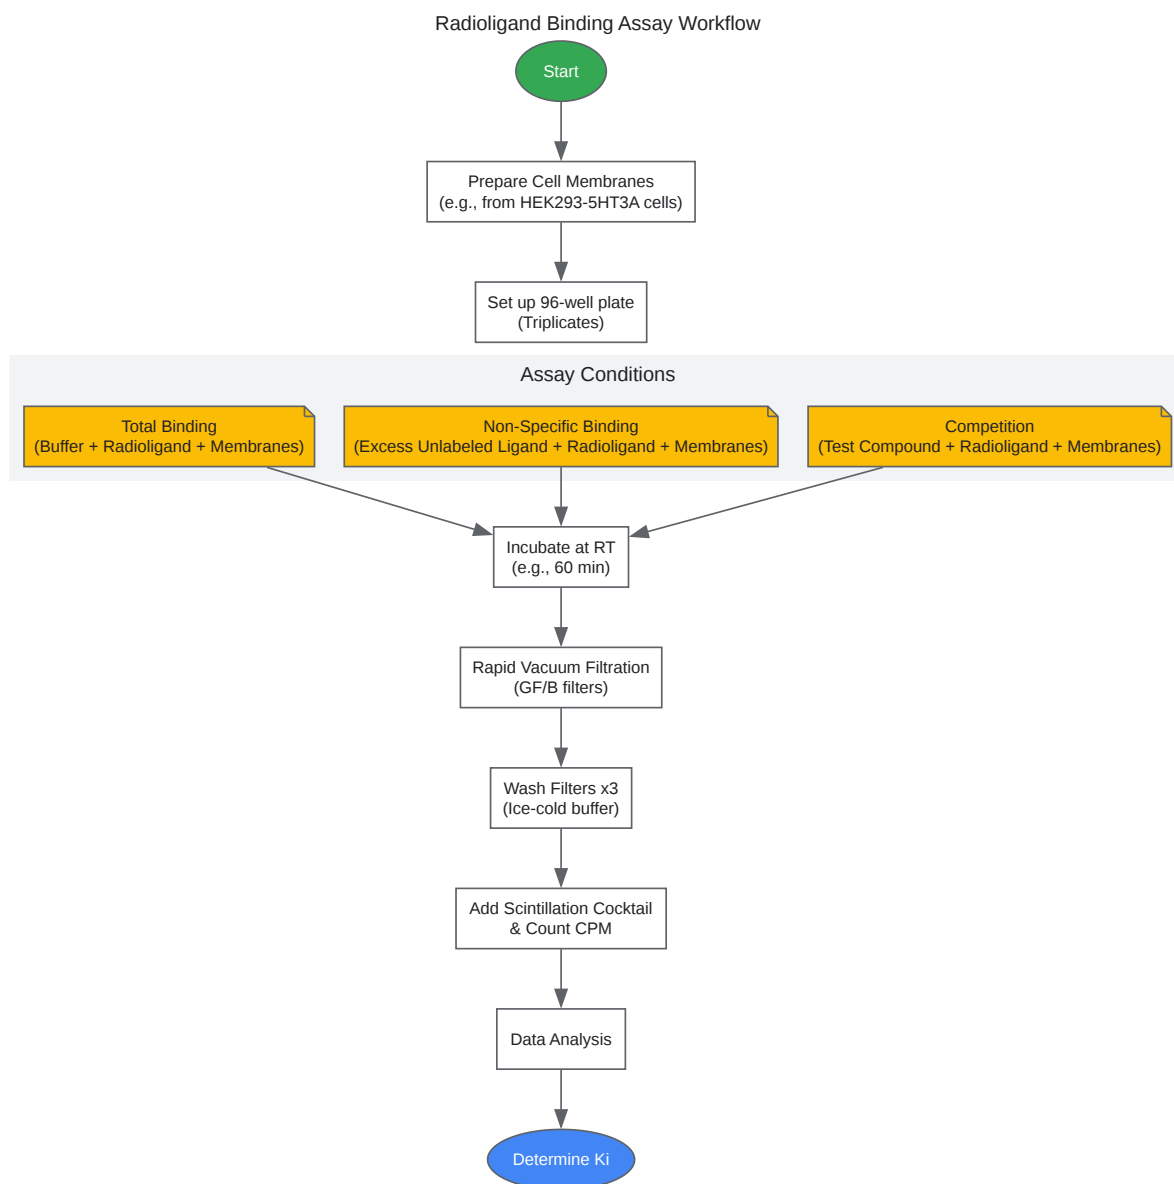 Radioligand Binding Assay Workflow
Start
Prepare Cell Membranes
(e.g., from HEK293-5HT3A cells)
Set up 96-well plate
(Triplicates)
Assay Conditions
Total Binding
(Buffer + Radioligand + Membranes)
Non-Specific Binding
(Excess Unlabeled Ligand + Radioligand + Membranes)
Competition
(Test Compound + Radioligand + Membranes)
Incubate at RT
(e.g., 60 min)
Rapid Vacuum Filtration
(GF/B filters)
Wash Filters x3
(Ice-cold buffer)
Add Scintillation Cocktail
& Count CPM
Data Analysis
Determine Ki